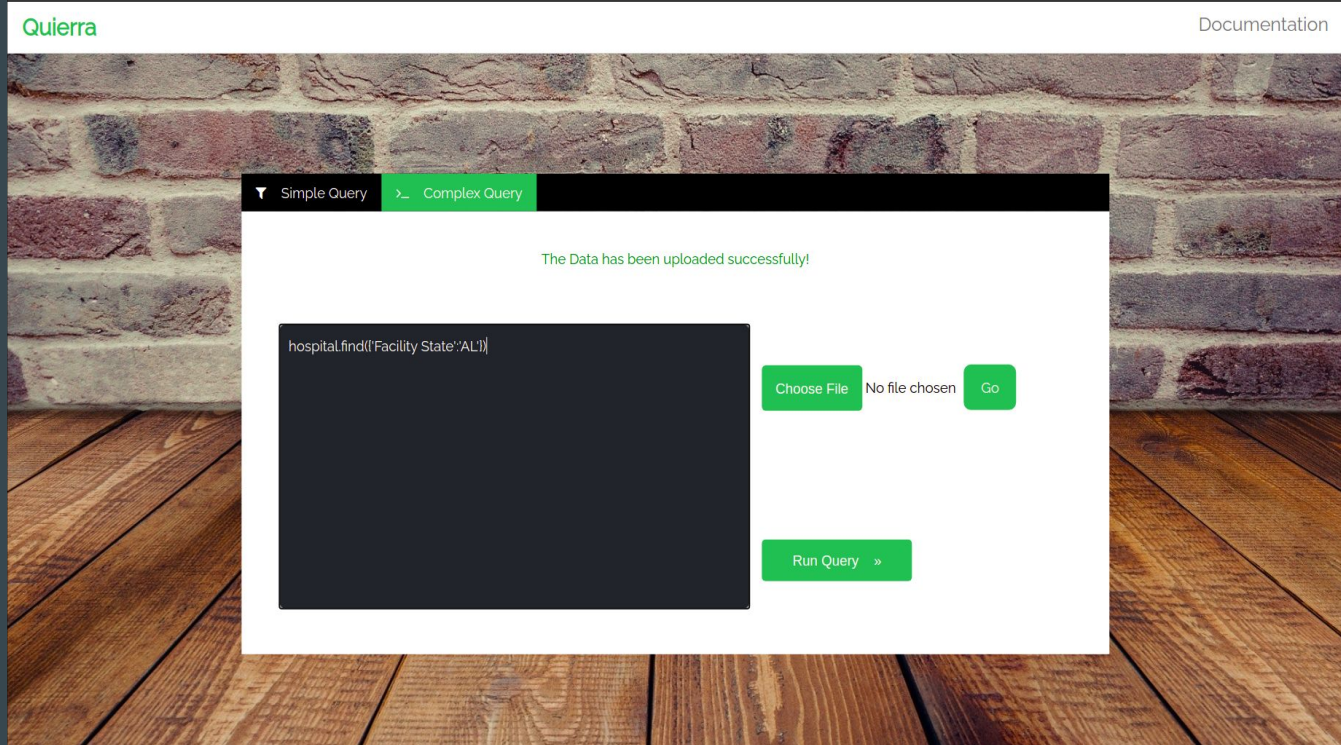 Quierra
Documentation
Simple Query
>_ Complex Query
The Data has been uploaded successfully!
hospital.find({'Facility State':'AL'})
Choose File No file chosen Go
Run Query »